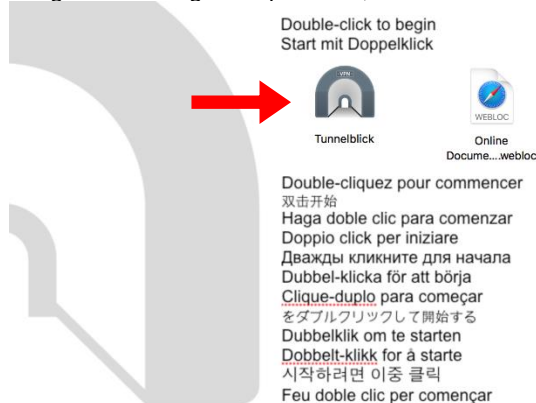 Double-click to begin
Start mit Doppelklick
VPN
WEBLOC
Tunnelblick
Online
Docume....webloc
Double-cliquez pour commencer
双击开始
Haga doble clic para comenzar
Doppio click per iniziare
Дважды кликните для начала
Dubbel-klicka för att börja
Clique-duplo para começar
をダブルクリックして開始する
Dubbelklik om te starten
Dobbelt-klikk for å starte
시작하려면 이중 클릭
Feu doble clic per començar